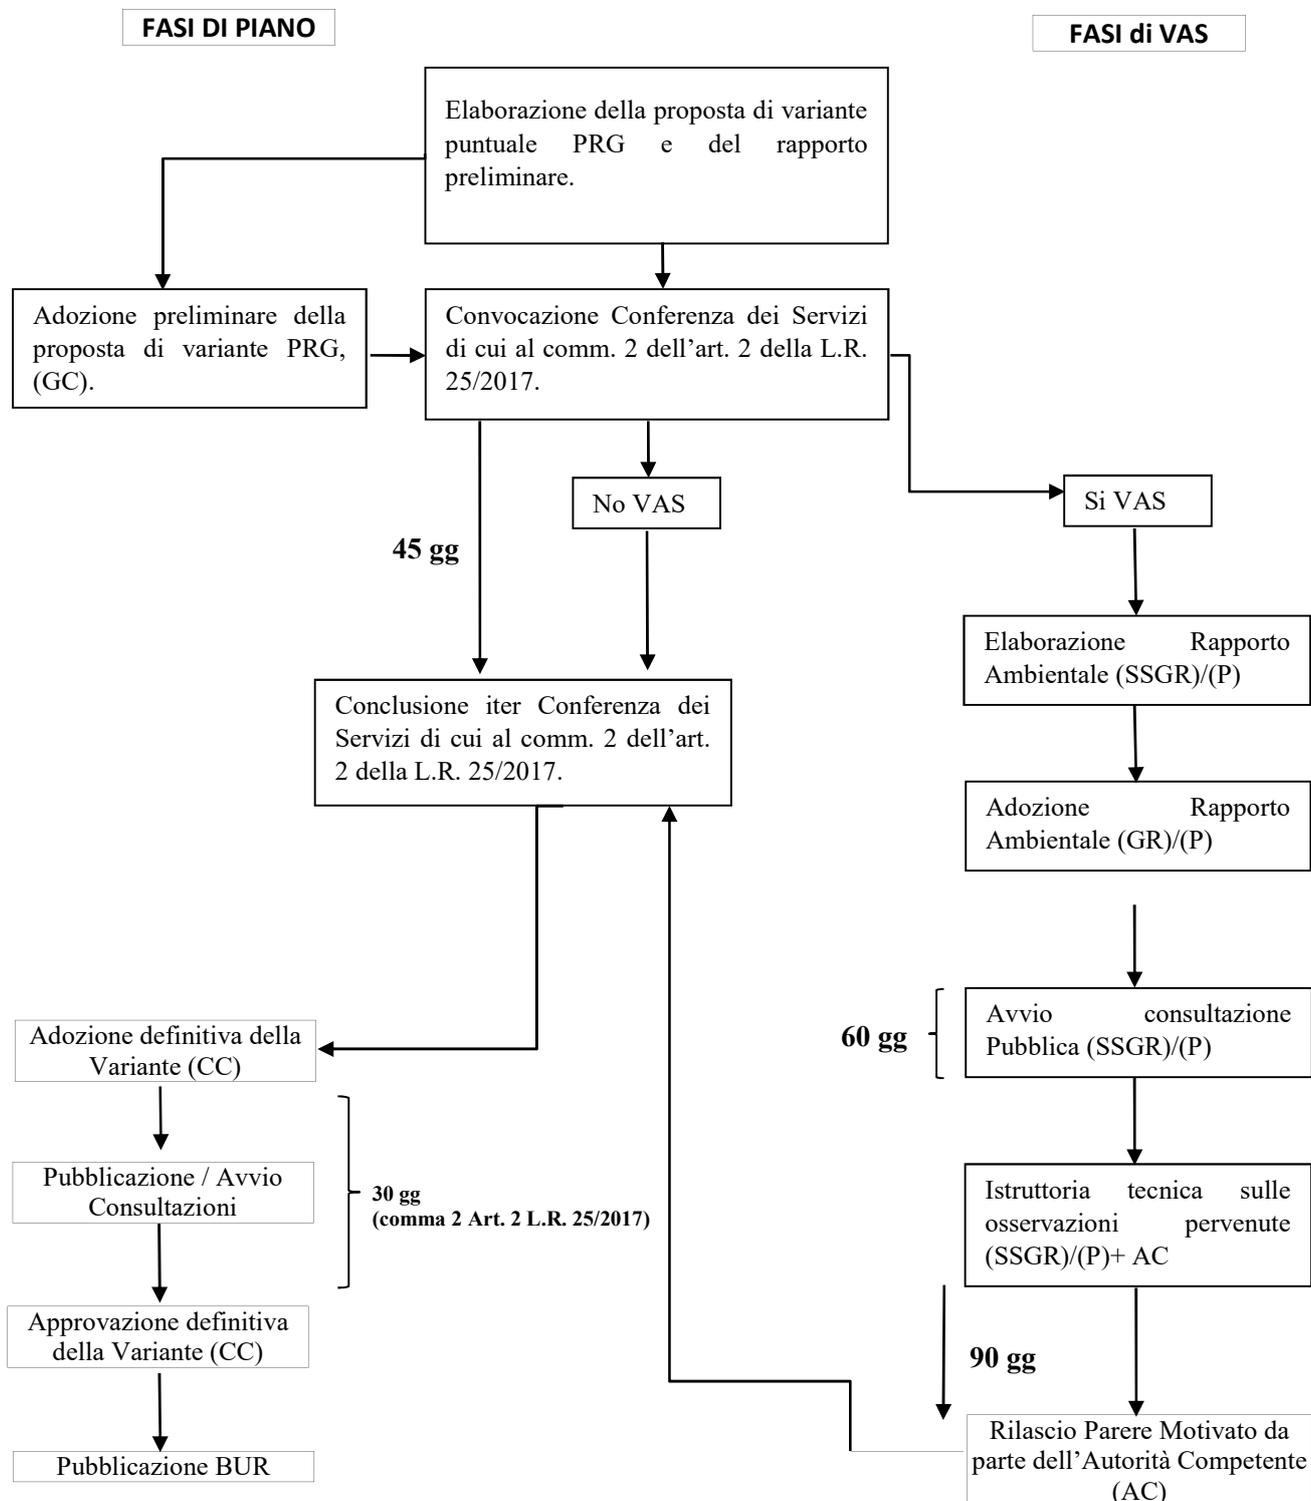 FASI DI PIANO
FASI di VAS
Elaborazione della proposta di variante
puntuale PRG e del rapporto
preliminare.
Adozione preliminare della
proposta di variante PRG,
(GC).
Convocazione Conferenza dei Servizi
di cui al comm. 2 dell’art. 2 della L.R.
25/2017.
No VAS
Si VAS
45 gg
Elaborazione Rapporto
Ambientale (SSGR)/(P)
Conclusione iter Conferenza dei
Servizi di cui al comm. 2 dell’art.
2 della L.R. 25/2017.
Adozione Rapporto
Ambientale (GR)/(P)
Avvio consultazione
Pubblica (SSGR)/(P)
60 gg
Adozione definitiva della
Variante (CC)
Pubblicazione / Avvio
Consultazioni
30 gg
(comma 2 Art. 2 L.R. 25/2017)
Istruttoria tecnica sulle
osservazioni pervenute
(SSGR)/(P)+ AC
Approvazione definitiva
della Variante (CC)
90 gg
Pubblicazione BUR
Rilascio Parere Motivato da
parte dell’Autorità Competente
(AC)